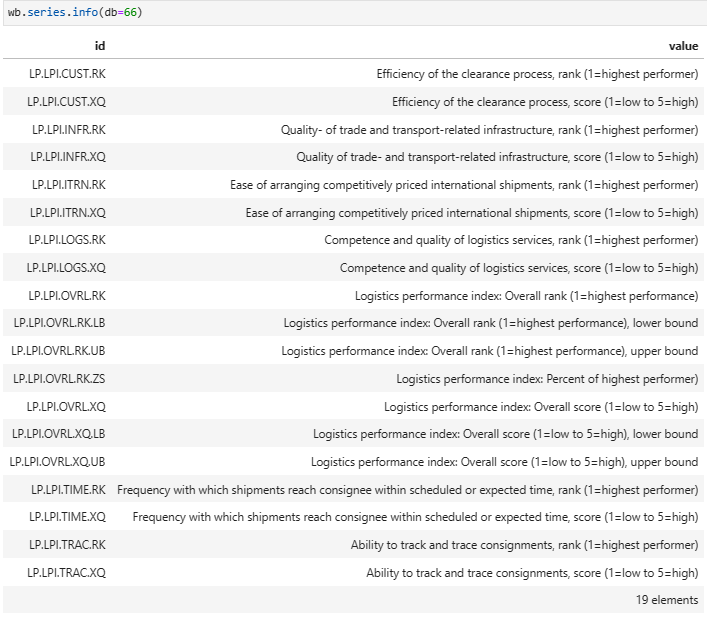 wb.series.info(db=66)
id value
LP.LPI.CUST.RK Efficiency of the clearance process, rank (1=highest performer)
LP.LPI.CUST.XQ Efficiency of the clearance process, score (1=low to 5=high)
LP.LPI.INFR.RK Quality- of trade and transport-related infrastructure, rank (1=highest performer)
LP.LPI.INFR.XQ Quality of trade- and transport-related infrastructure, score (1=low to 5=high)
LP.LPI.ITRN.RK Ease of arranging competitively priced international shipments, rank (1=highest performer)
LP.LPI.ITRN.XQ Ease of arranging competitively priced international shipments, score (1=low to 5=high)
LP.LPI.LOGS.RK Competence and quality of logistics services, rank (1=highest performer)
LP.LPI.LOGS.XQ Competence and quality of logistics services, score (1=low to 5=high)
LP.LPI.OVRL.RK Logistics performance index: Overall rank (1=highest performance)
LP.LPI.OVRL.RK.LB Logistics performance index: Overall rank (1=highest performance), lower bound
LP.LPI.OVRL.RK.UB Logistics performance index: Overall rank (1=highest performance), upper bound
LP.LPI.OVRL.RK.ZS Logistics performance index: Percent of highest performer)
LP.LPI.OVRL.XQ Logistics performance index: Overall score (1=low to 5=high)
LP.LPI.OVRL.XQ.LB Logistics performance index: Overall score (1=low to 5=high), lower bound
LP.LPI.OVRL.XQ.UB Logistics performance index: Overall score (1=low to 5=high), upper bound
LP.LPI.TIME.RK Frequency with which shipments reach consignee within scheduled or expected time, rank (1=highest performer)
LP.LPI.TIME.XQ Frequency with which shipments reach consignee within scheduled or expected time, score (1=low to 5=high)
LP.LPI.TRAC.RK Ability to track and trace consignments, rank (1=highest performer)
LP.LPI.TRAC.XQ Ability to track and trace consignments, score (1=low to 5=high)
19 elements